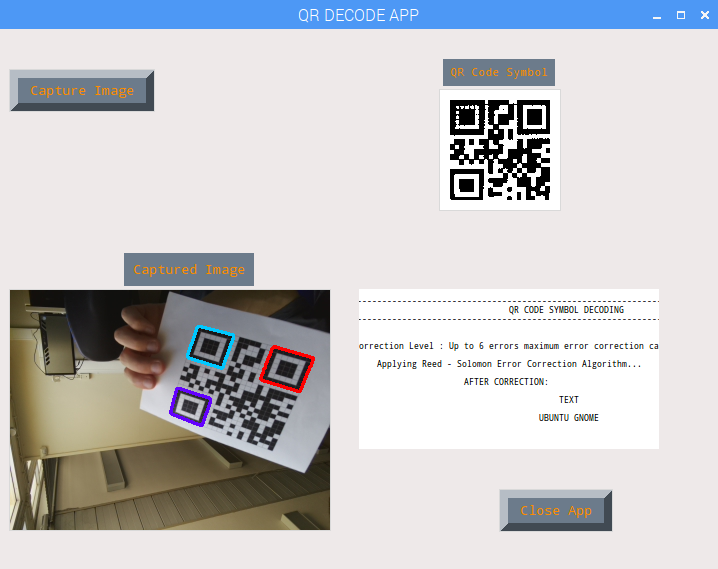 QR DECODE APP
Capture Image
QR Code Symbol
Captured Image
QR CODE SYMBOL DECODING
orrection Level : Up to 6 errors maximum error correction ca
Applying Reed - Solomon Error Correction Algorithm...
AFTER CORRECTION:
TEXT
UBUNTU GNOME
Close App